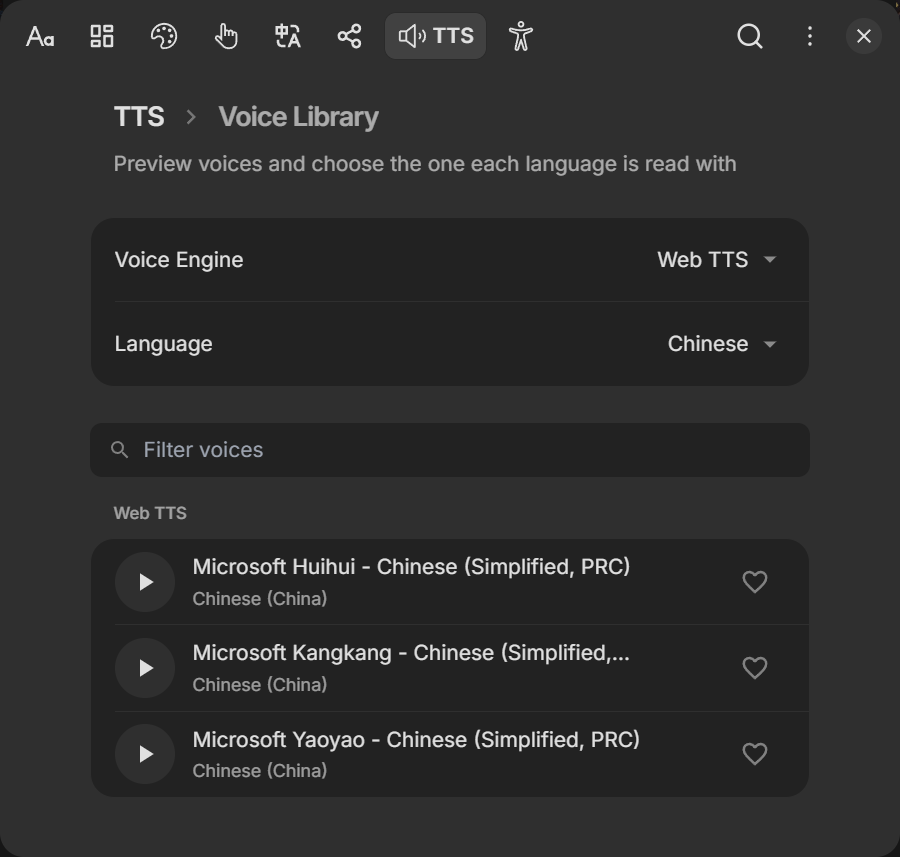 Aa
TTS
TTS > Voice Library
Preview voices and choose the one each language is read with
Voice Engine Web TTS
Language Chinese
Filter voices
Web TTS
Microsoft Huihui - Chinese (Simplified, PRC)
Chinese (China)
Microsoft Kangkang - Chinese (Simplified,...
Chinese (China)
Microsoft Yaoyao - Chinese (Simplified, PRC)
Chinese (China)